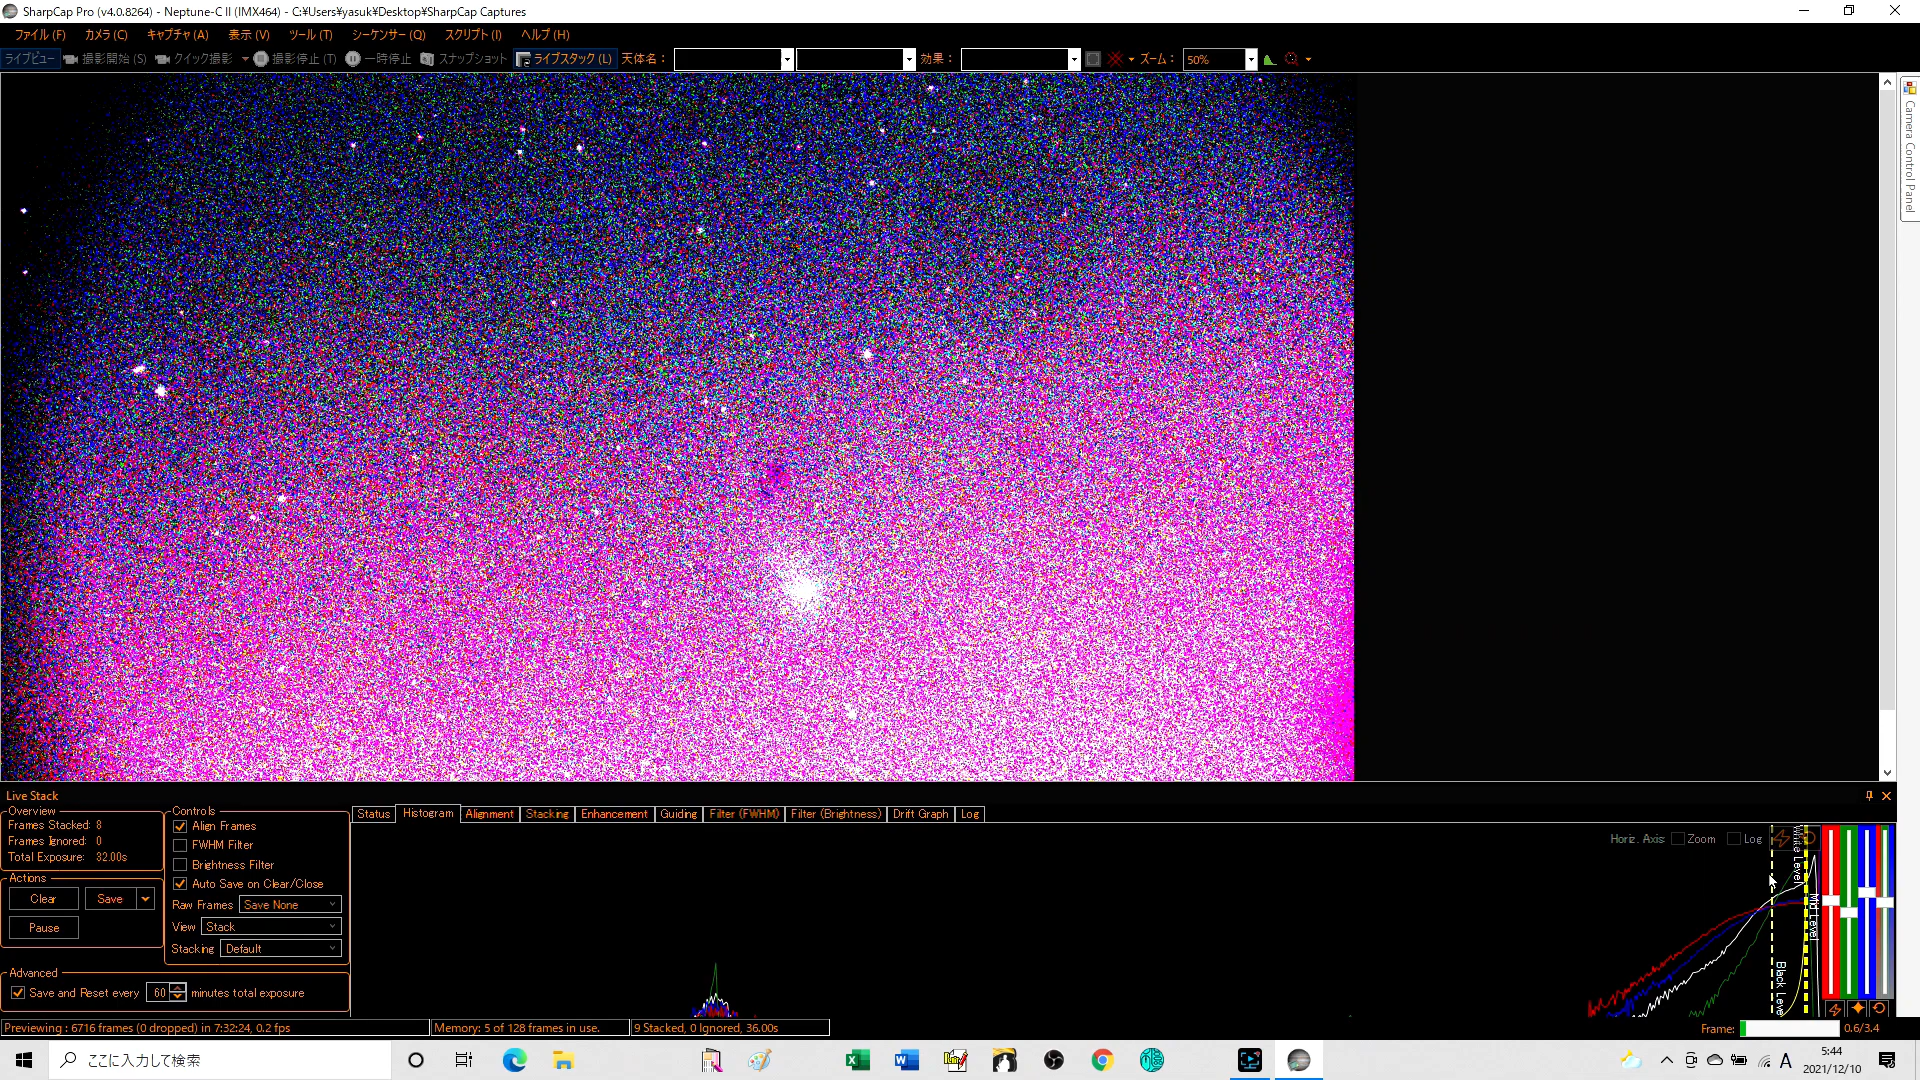 SharpCap Pro (v4.0.8264) - Neptune-C II (IMX464) - C:¥Users¥yasuk¥Desktop¥SharpCap Captures
ファイル (F) カメラ (C) キャプチャ (A) 表示 (V) ツール (T) シーケンサー (Q) スクリプト (I) ヘルプ (H)
ライブビュー 撮影開始 (S) クイック撮影 撮影停止 (T) 一時停止 スナップショット ライブスタック (L) 天体名： 効果： ズーム： 50%
Camera Control Panel
Live Stack
Overview
Frames Stacked: 8
Frames Ignored: 0
Total Exposure: 32.00s
Actions
Clear Save
Pause
Controls
Align Frames
FWHM Filter
Brightness Filter
Auto Save on Clear/Close
Raw Frames Save None
View Stack
Stacking Default
Advanced
Save and Reset every 60 minutes total exposure
Status Histogram Alignment Stacking Enhancement Guiding Filter (FWHM) Filter (Brightness) Drift Graph Log
Horiz. Axis: Zoom Log
White Level
Mid Level
Black Level
Previewing : 6716 frames (0 dropped) in 7:32:24, 0.2 fps Memory: 5 of 128 frames in use. 9 Stacked, 0 Ignored, 36.00s Frame: 0.6/3.4
ここに入力して検索
A
5:44
2021/12/10